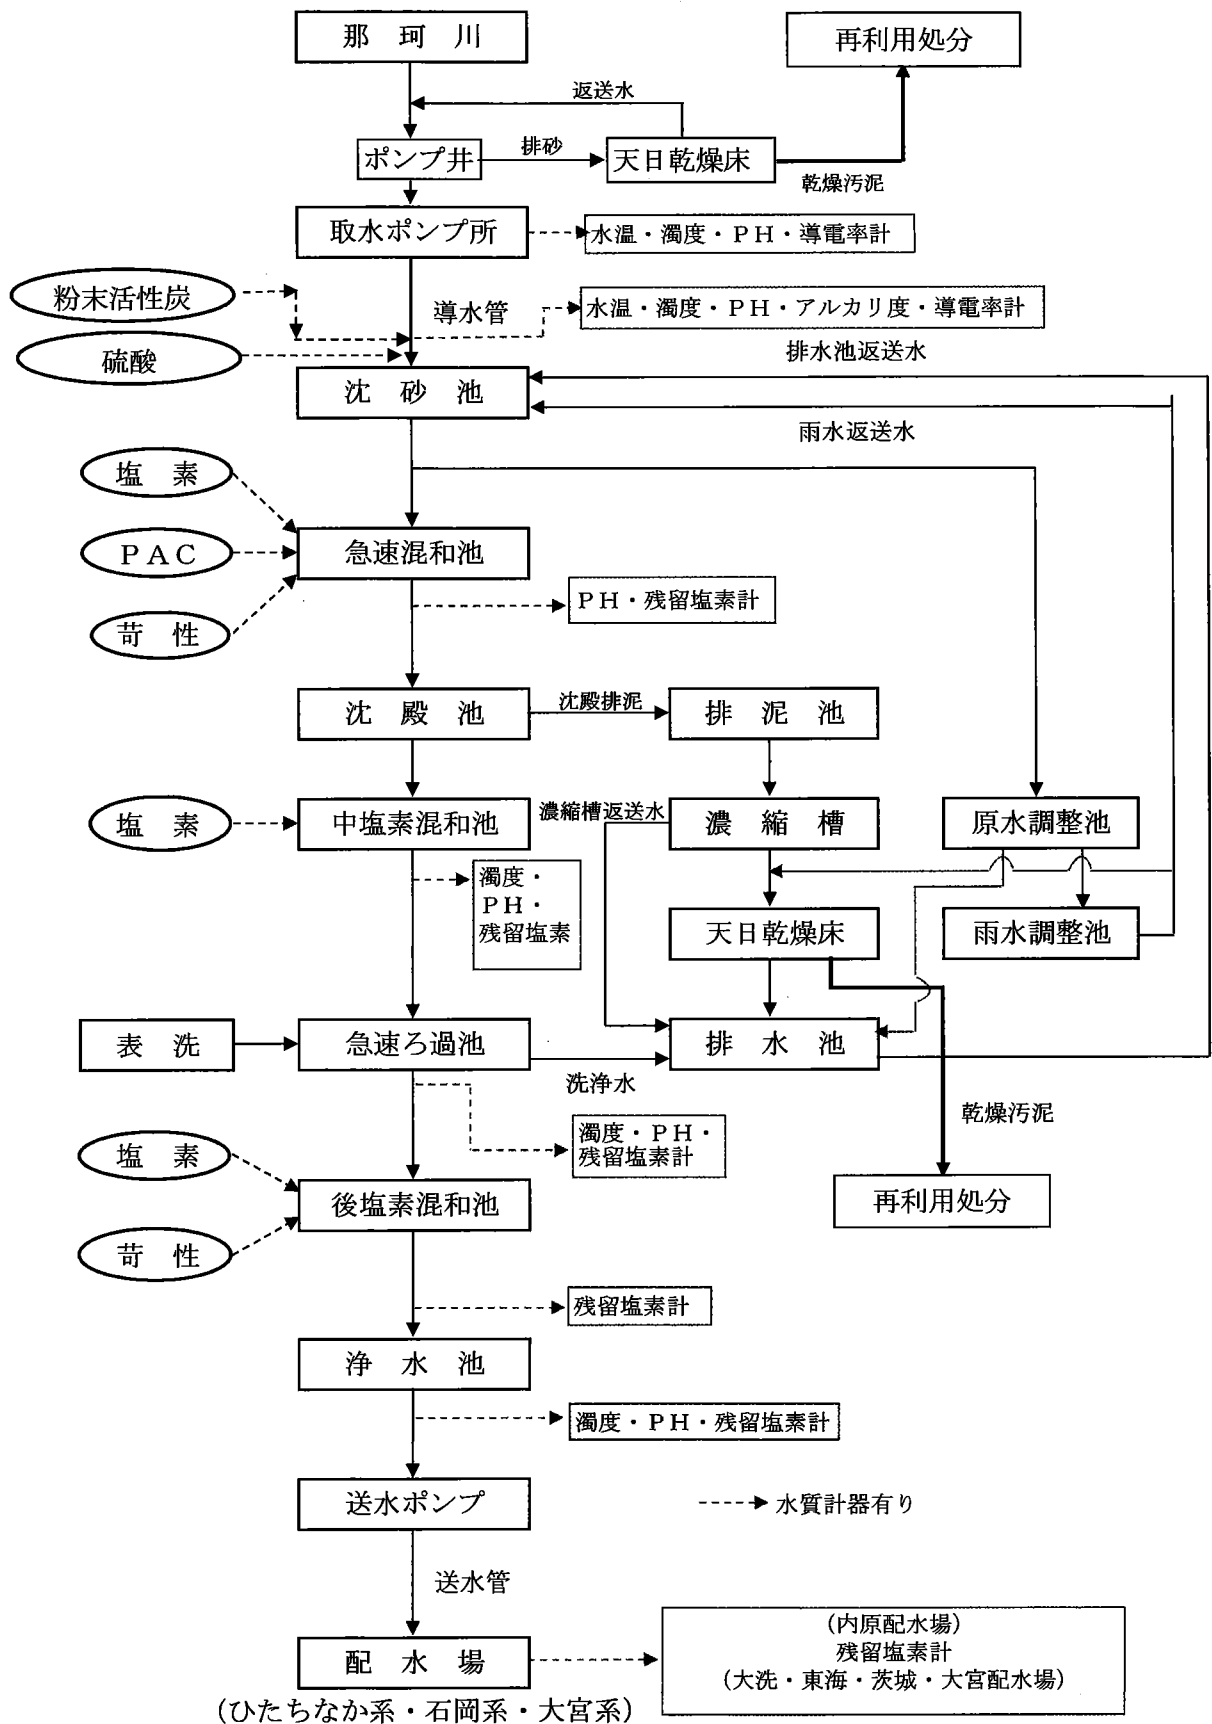 那 珂 川
再利用処分
返送水
ポンプ井
排砂
天日乾燥床
乾燥汚泥
取水ポンプ所
水温・濁度・ＰＨ・導電率計
粉末活性炭
導水管
水温・濁度・ＰＨ・アルカリ度・導電率計
硫酸
排水池返送水
沈 砂 池
雨水返送水
塩 素
ＰＡＣ
急速混和池
ＰＨ・残留塩素計
苛 性
沈 殿 池
沈殿排泥
排 泥 池
塩 素
中塩素混和池
濃縮槽返送水
濃 縮 槽
原水調整池
濁度・
ＰＨ・
残留塩素
天日乾燥床
雨水調整池
表 洗
急速ろ過池
排 水 池
洗浄水
乾燥汚泥
濁度・ＰＨ・
残留塩素計
塩 素
後塩素混和池
再利用処分
苛 性
残留塩素計
浄 水 池
濁度・ＰＨ・残留塩素計
送水ポンプ
水質計器有り
送水管
(内原配水場)
残留塩素計
(大洗・東海・茨城・大宮配水場)
配 水 場
(ひたちなか系・石岡系・大宮系)